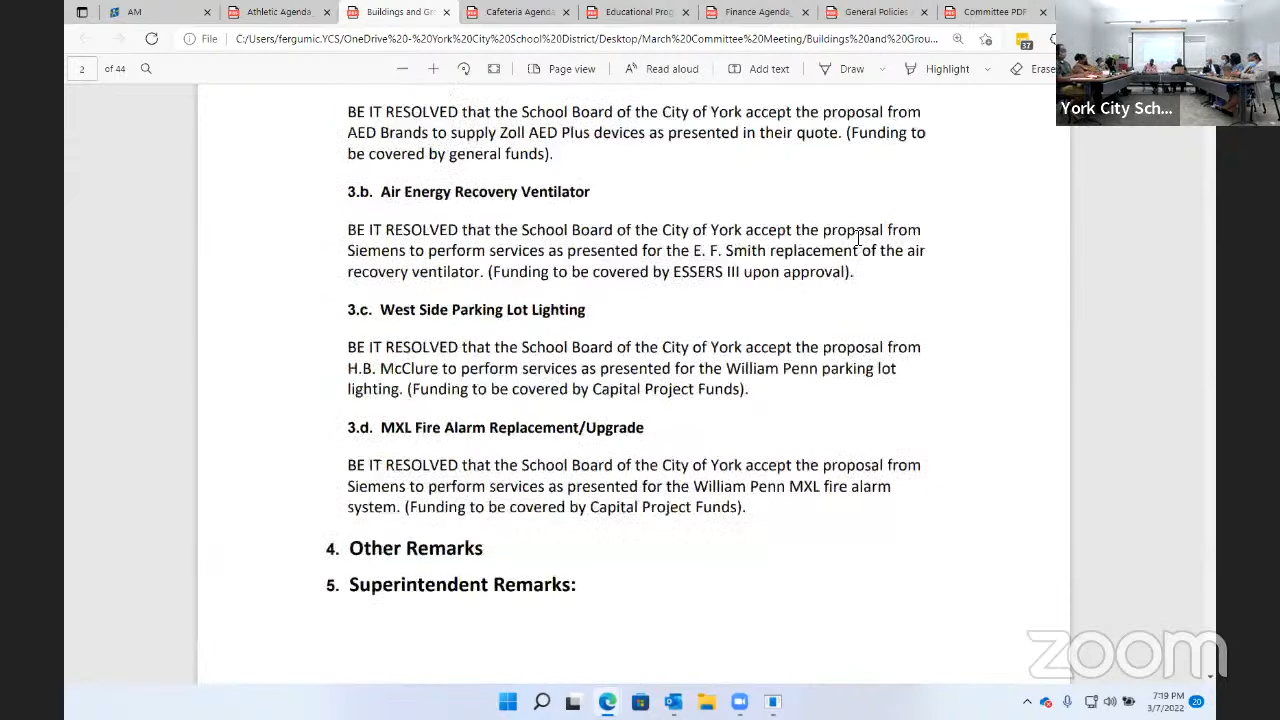 AM
Athletic Agenda_
Buildings and Gr
Cafeteria Agenda
Educational Pro
Finance Agenda_
General Policies
Committee PDF
File
C:/Users/fergumic.YCS/OneDrive%20-%20York%20City%20School%20District/Desktop/March%20Committee%20Meeting/Buildings%20and%20Grou...
37
2 of 44
Page view
Read aloud
Add text
Draw
Highlight
Erase
York City Sch...
BE IT RESOLVED that the School Board of the City of York accept the proposal from
AED Brands to supply Zoll AED Plus devices as presented in their quote. (Funding to
be covered by general funds).
3.b. Air Energy Recovery Ventilator
BE IT RESOLVED that the School Board of the City of York accept the proposal from
Siemens to perform services as presented for the E. F. Smith replacement of the air
recovery ventilator. (Funding to be covered by ESSERS III upon approval).
3.c. West Side Parking Lot Lighting
BE IT RESOLVED that the School Board of the City of York accept the proposal from
H.B. McClure to perform services as presented for the William Penn parking lot
lighting. (Funding to be covered by Capital Project Funds).
3.d. MXL Fire Alarm Replacement/Upgrade
BE IT RESOLVED that the School Board of the City of York accept the proposal from
Siemens to perform services as presented for the William Penn MXL fire alarm
system. (Funding to be covered by Capital Project Funds).
4. Other Remarks
5. Superintendent Remarks:
zoom
7:19 PM
3/7/2022
20